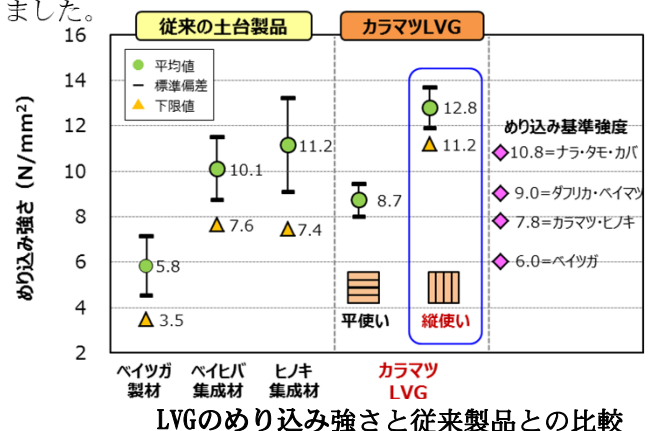 ました。
従来の土台製品
カラマツLVG
めり込み強さ（N/mm²）
16
14
12
10
8
6
4
2
平均値
標準偏差
下限値
5.8
3.5
10.1
7.6
11.2
7.4
8.7
12.8
11.2
平使い
縦使い
めり込み基準強度
10.8=ナラ・タモ・カバ
9.0=ダフリカ・ベイマツ
7.8=カラマツ・ヒノキ
6.0=ベイツガ
ベイツガ
製材
ベイヒバ
集成材
ヒノキ
集成材
カラマツ
LVG
LVGのめり込み強さと従来製品との比較